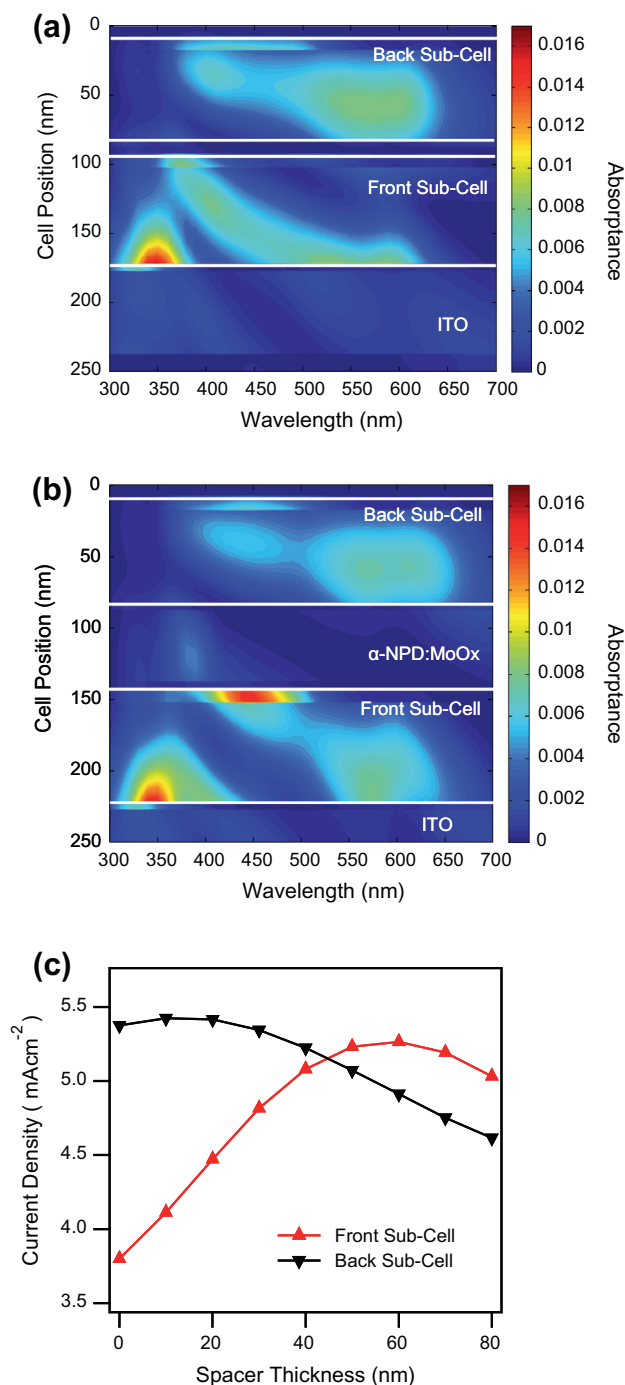 (a)
0
50
100
150
200
250
Cell Position (nm)
Back Sub-Cell
Front Sub-Cell
ITO
300 350 400 450 500 550 600 650 700
Wavelength (nm)
0.016
0.014
0.012
0.01
0.008
0.006
0.004
0.002
0
Absorptance
(b)
0
50
100
150
200
250
Cell Position (nm)
Back Sub-Cell
α-NPD:MoOx
Front Sub-Cell
ITO
300 350 400 450 500 550 600 650 700
Wavelength (nm)
0.016
0.014
0.012
0.01
0.008
0.006
0.004
0.002
0
Absorptance
(c)
5.5
5.0
4.5
4.0
3.5
Current Density ( mAcm⁻²)
Front Sub-Cell
Back Sub-Cell
0 20 40 60 80
Spacer Thickness (nm)